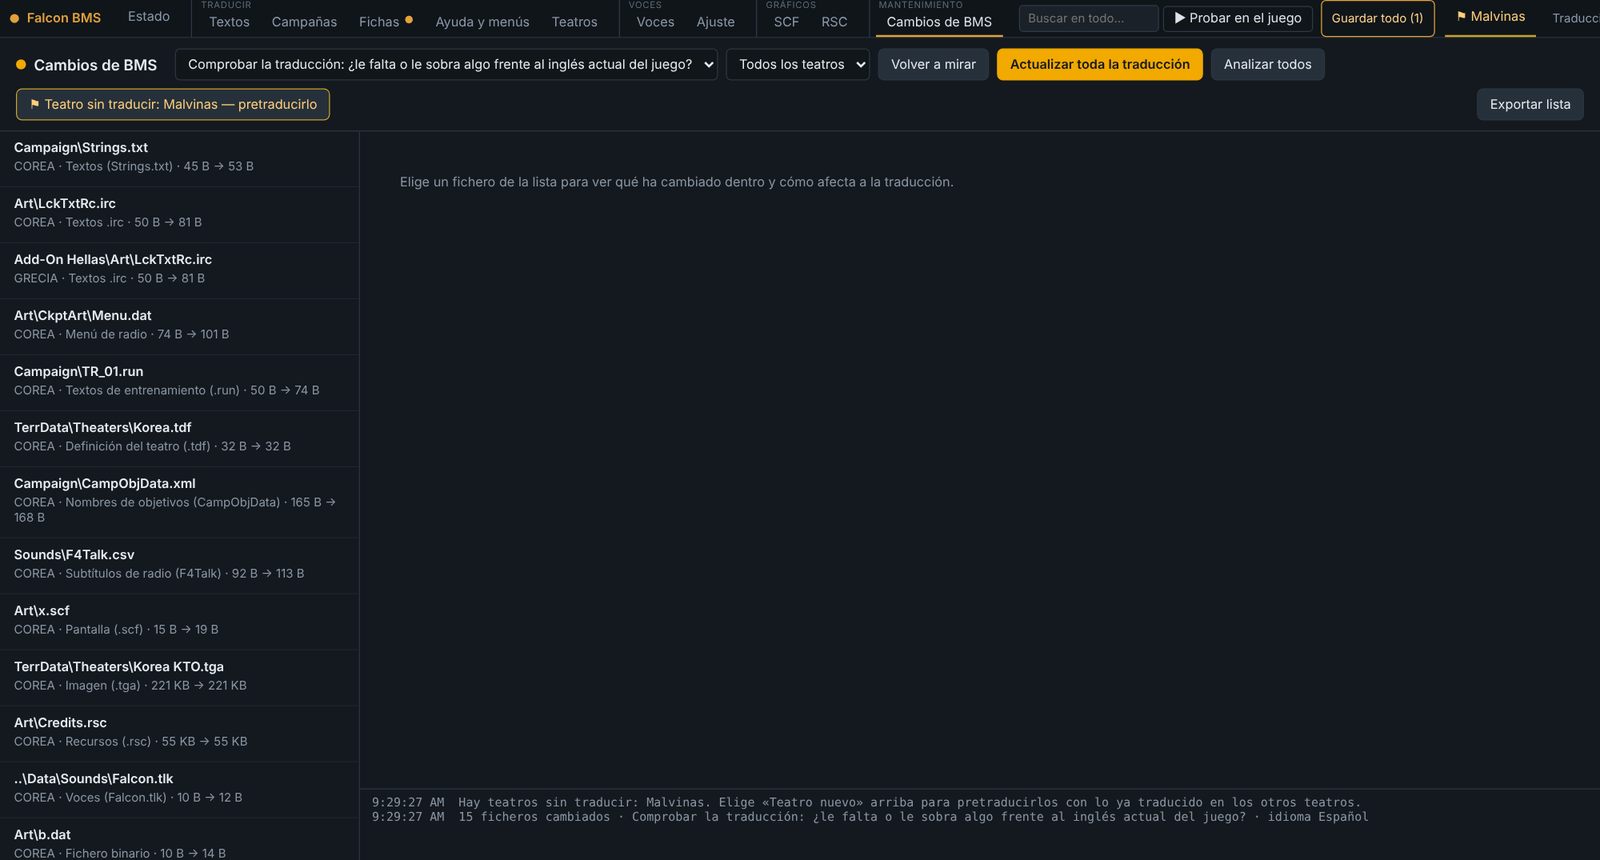 Falcon BMS
Estado
TRADUCIR
Textos
Campañas
Fichas
Ayuda y menús
Teatros
VOCES
Voces
Ajuste
GRÁFICOS
SCF
RSC
MANTENIMIENTO
Cambios de BMS
Buscar en todo...
▶ Probar en el juego
Guardar todo (1)
⚑ Malvinas
Traducc
Cambios de BMS
Comprobar la traducción: ¿le falta o le sobra algo frente al inglés actual del juego?
Todos los teatros
Volver a mirar
Actualizar toda la traducción
Analizar todos
⚑ Teatro sin traducir: Malvinas — pretraducirlo
Exportar lista
Campaign\Strings.txt
COREA · Textos (Strings.txt) · 45 B → 53 B
Art\LckTxtRc.irc
COREA · Textos .irc · 50 B → 81 B
Add-On Hellas\Art\LckTxtRc.irc
GRECIA · Textos .irc · 50 B → 81 B
Art\CkptArt\Menu.dat
COREA · Menú de radio · 74 B → 101 B
Campaign\TR_01.run
COREA · Textos de entrenamiento (.run) · 50 B → 74 B
TerrData\Theaters\Korea.tdf
COREA · Definición del teatro (.tdf) · 32 B → 32 B
Campaign\CampObjData.xml
COREA · Nombres de objetivos (CampObjData) · 165 B →
168 B
Sounds\F4Talk.csv
COREA · Subtítulos de radio (F4Talk) · 92 B → 113 B
Art\x.scf
COREA · Pantalla (.scf) · 15 B → 19 B
TerrData\Theaters\Korea KTO.tga
COREA · Imagen (.tga) · 221 KB → 221 KB
Art\Credits.rsc
COREA · Recursos (.rsc) · 55 KB → 55 KB
..\Data\Sounds\Falcon.tlk
COREA · Voces (Falcon.tlk) · 10 B → 12 B
Art\b.dat
COREA · Fichero binario · 10 B → 14 B
Elige un fichero de la lista para ver qué ha cambiado dentro y cómo afecta a la traducción.
9:29:27 AM Hay teatros sin traducir: Malvinas. Elige «Teatro nuevo» arriba para pretraducirlos con lo ya traducido en los otros teatros.
9:29:27 AM 15 ficheros cambiados · Comprobar la traducción: ¿le falta o le sobra algo frente al inglés actual del juego? · idioma Español